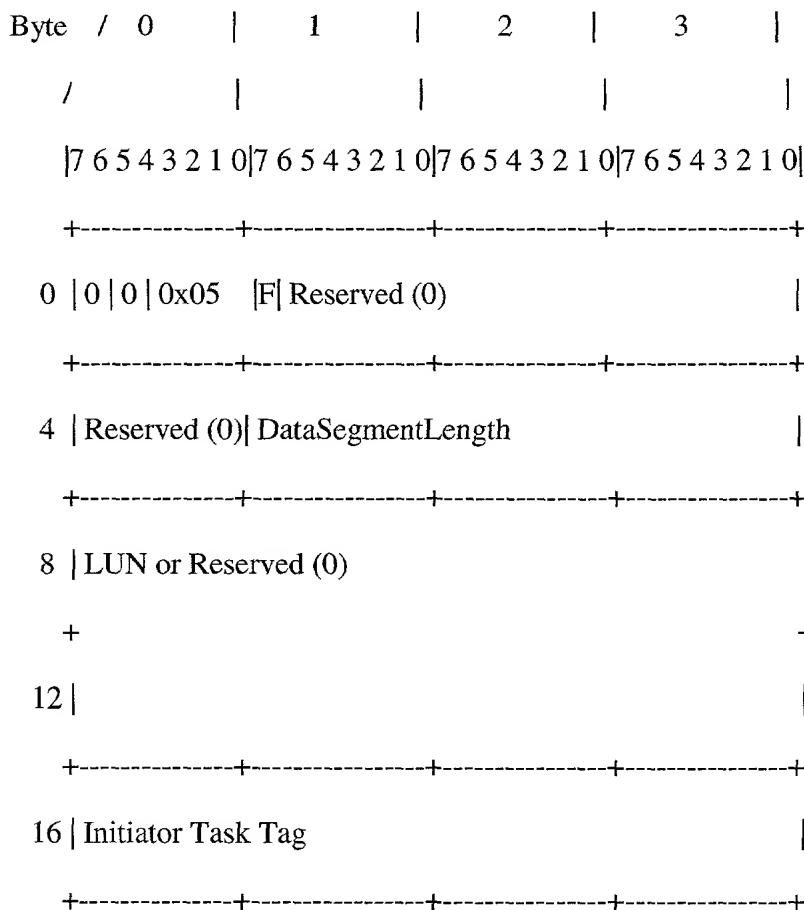 Byte / 0 | 1 | 2 | 3 |
/ | | | |
|7 6 5 4 3 2 1 0|7 6 5 4 3 2 1 0|7 6 5 4 3 2 1 0|7 6 5 4 3 2 1 0|
+---------------+---------------+---------------+---------------+
0 |0|0|0x05 |F| Reserved (0) |
+---------------+---------------+---------------+---------------+
4 | Reserved (0)| DataSegmentLength |
+---------------+---------------+---------------+---------------+
8 | LUN or Reserved (0)
+ -
12 | |
+---------------+---------------+---------------+---------------+
16 | Initiator Task Tag |
+---------------+---------------+---------------+---------------+